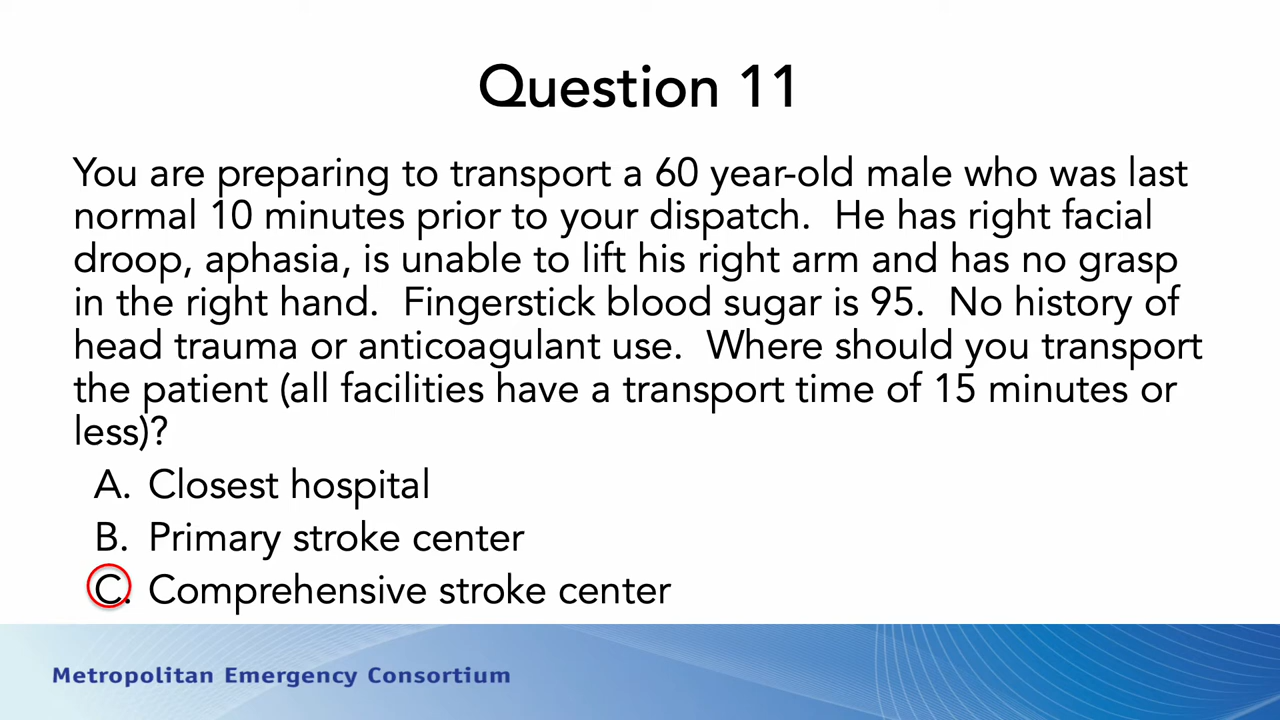 Question 11
You are preparing to transport a 60 year-old male who was last
normal 10 minutes prior to your dispatch.  He has right facial
droop, aphasia, is unable to lift his right arm and has no grasp
in the right hand.  Fingerstick blood sugar is 95.  No history of
head trauma or anticoagulant use.  Where should you transport
the patient (all facilities have a transport time of 15 minutes or
less)?
A. Closest hospital
B. Primary stroke center
C. Comprehensive stroke center
Metropolitan Emergency Consortium